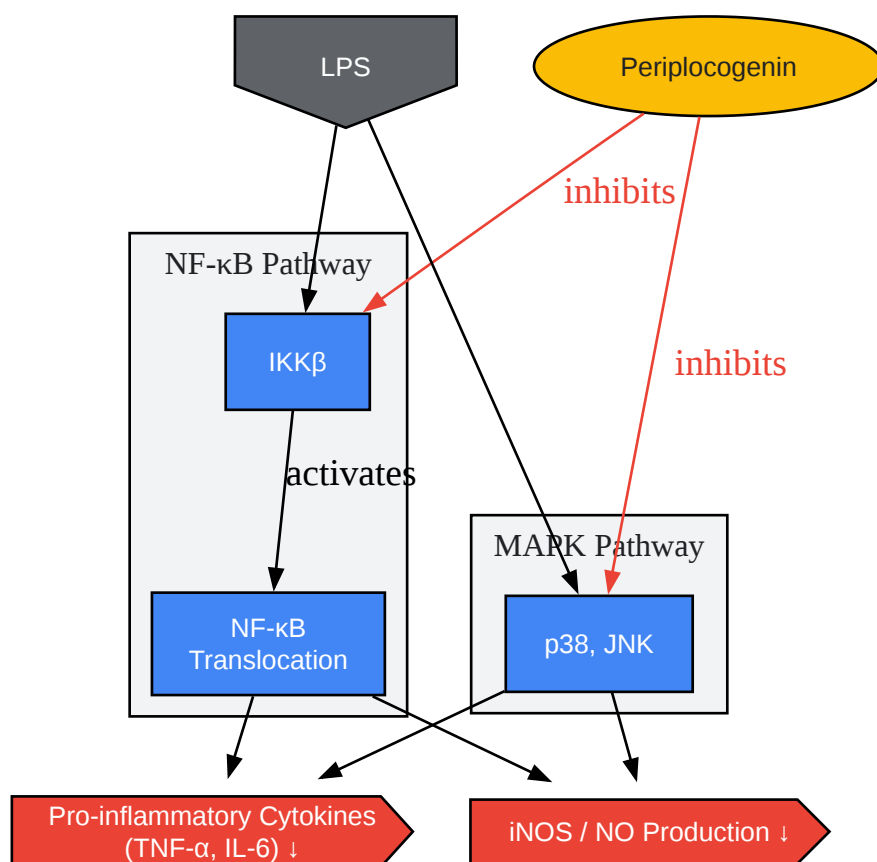 LPS
Periplocogenin
inhibits
NF-κB Pathway
IKKβ
inhibits
activates
MAPK Pathway
NF-κB
Translocation
p38, JNK
Pro-inflammatory Cytokines
(TNF-α, IL-6) ↓
iNOS / NO Production ↓